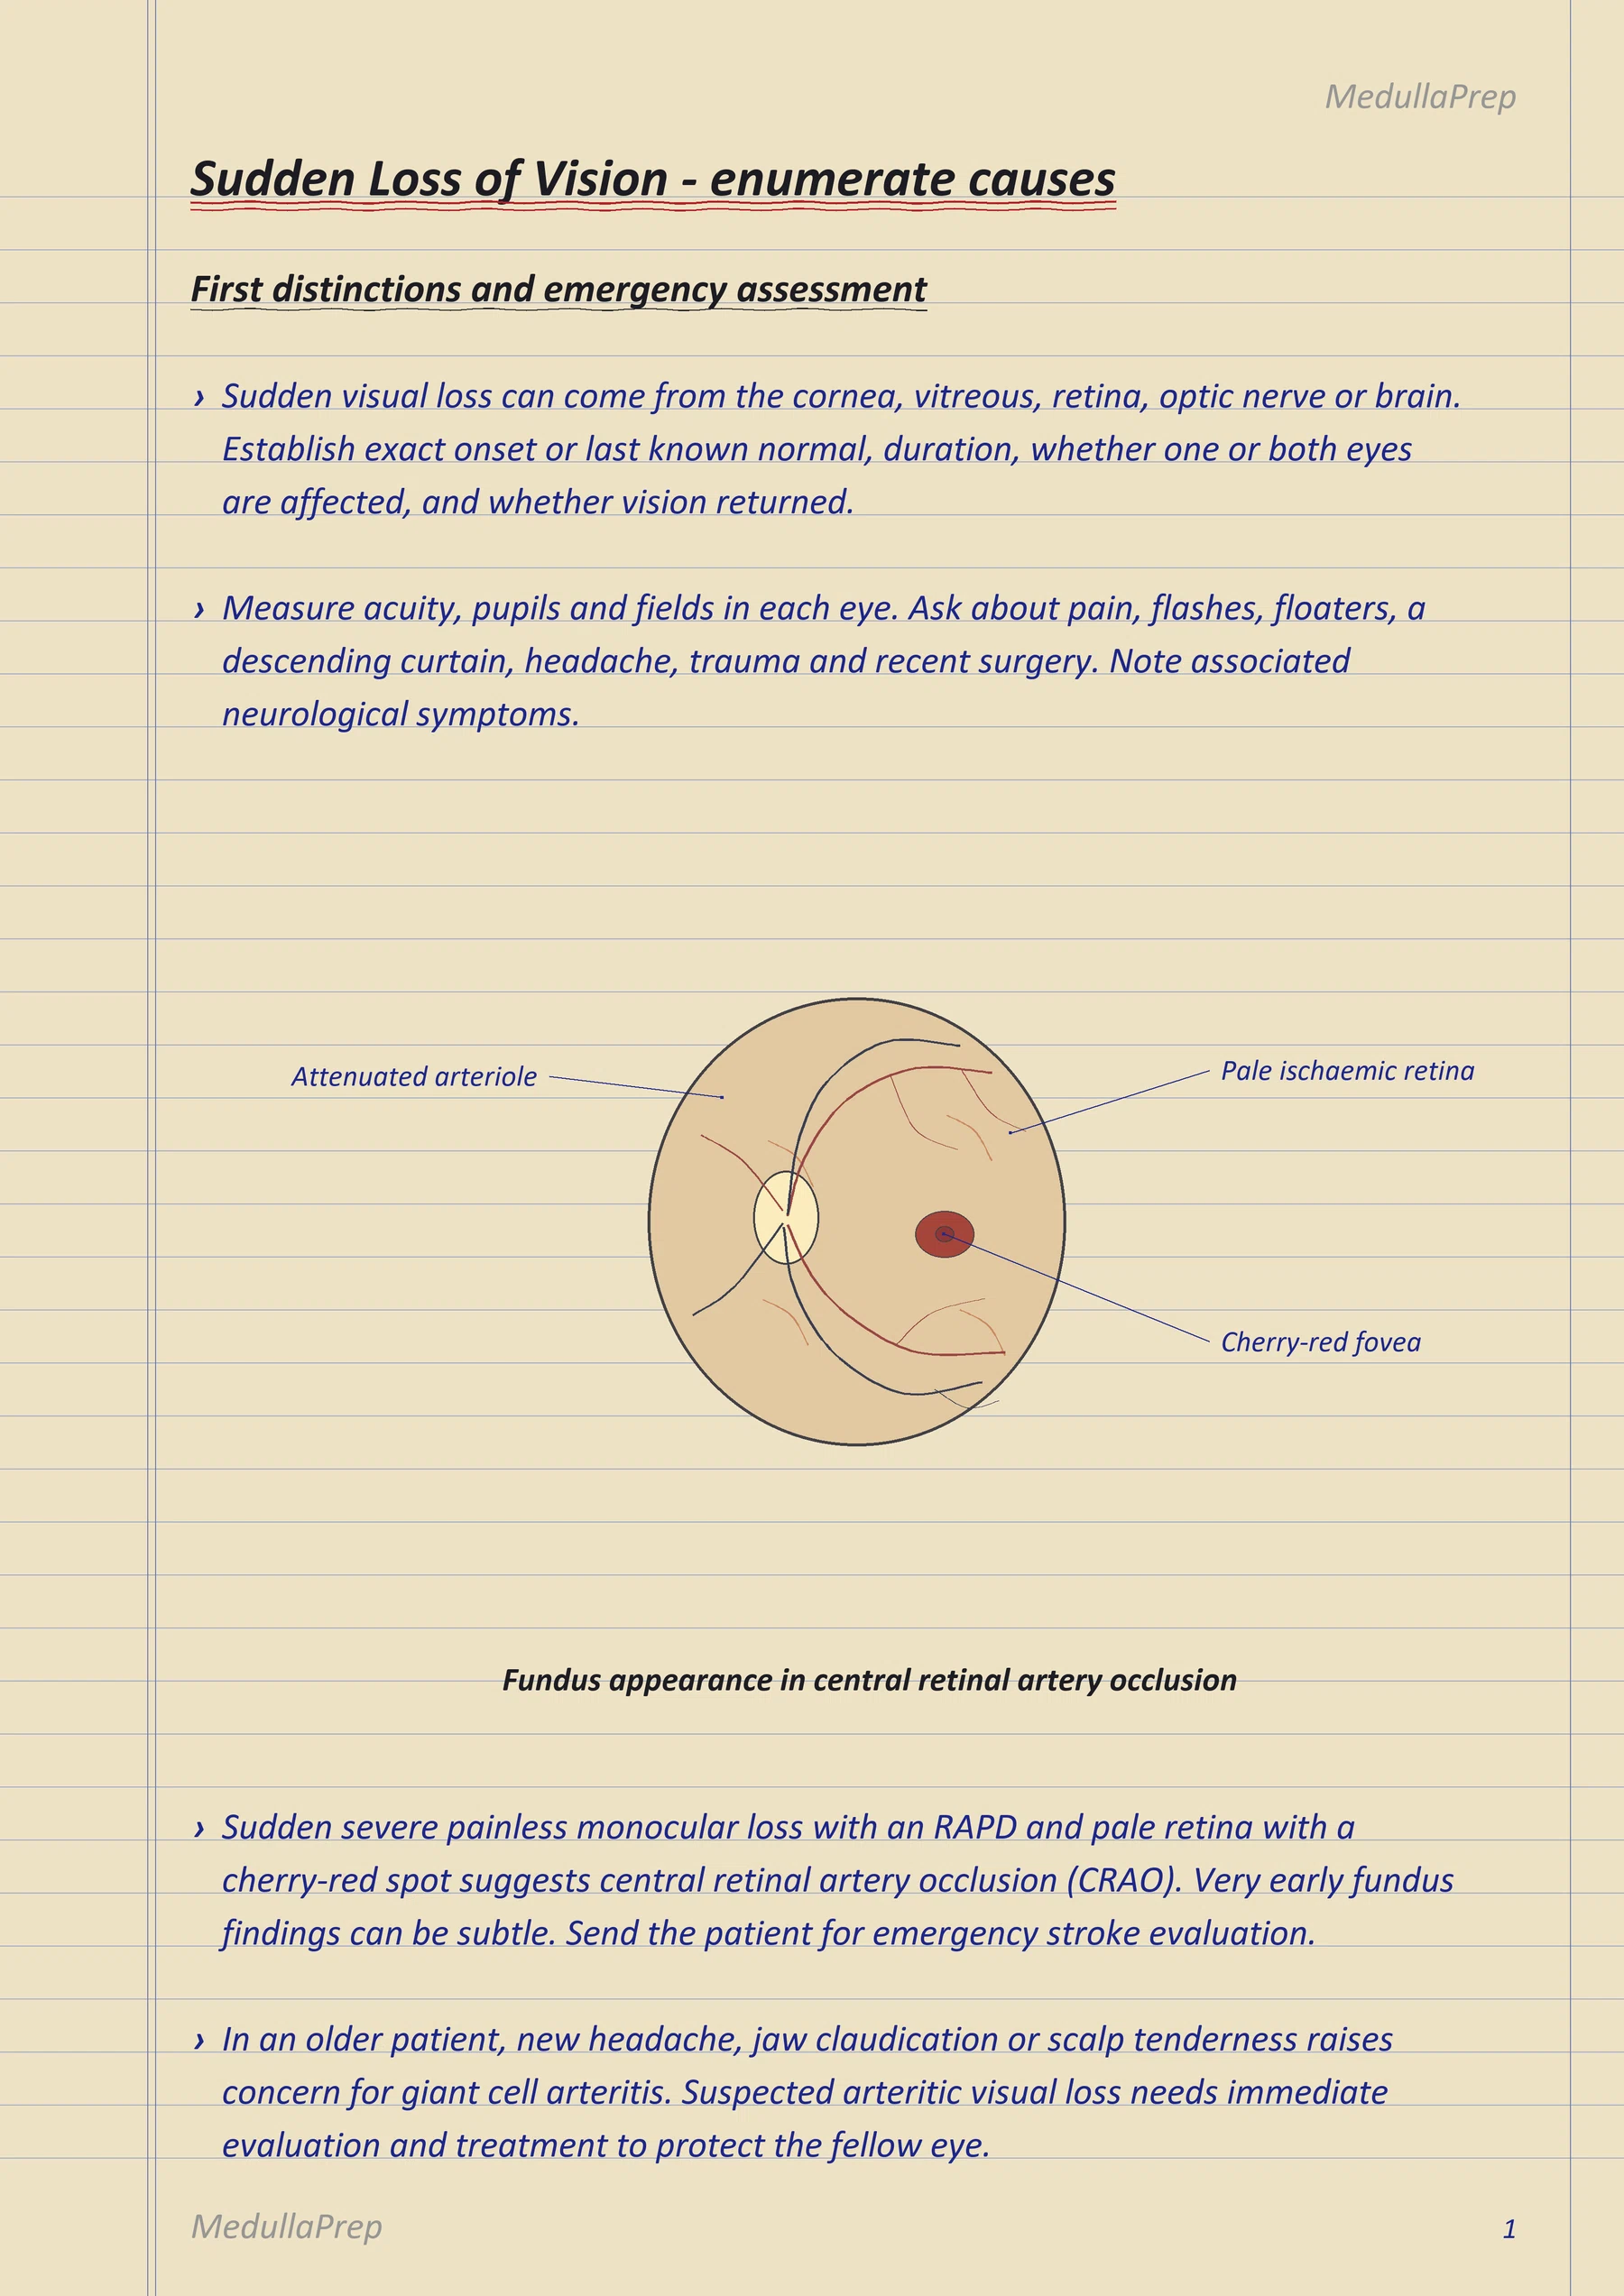 MedullaPrep
Sudden Loss of Vision - enumerate causes
First distinctions and emergency assessment
› Sudden visual loss can come from the cornea, vitreous, retina, optic nerve or brain.
Establish exact onset or last known normal, duration, whether one or both eyes
are affected, and whether vision returned.
› Measure acuity, pupils and fields in each eye. Ask about pain, flashes, floaters, a
descending curtain, headache, trauma and recent surgery. Note associated
neurological symptoms.
Attenuated arteriole
Pale ischaemic retina
Cherry-red fovea
Fundus appearance in central retinal artery occlusion
› Sudden severe painless monocular loss with an RAPD and pale retina with a
cherry-red spot suggests central retinal artery occlusion (CRAO). Very early fundus
findings can be subtle. Send the patient for emergency stroke evaluation.
› In an older patient, new headache, jaw claudication or scalp tenderness raises
concern for giant cell arteritis. Suspected arteritic visual loss needs immediate
evaluation and treatment to protect the fellow eye.
MedullaPrep
1